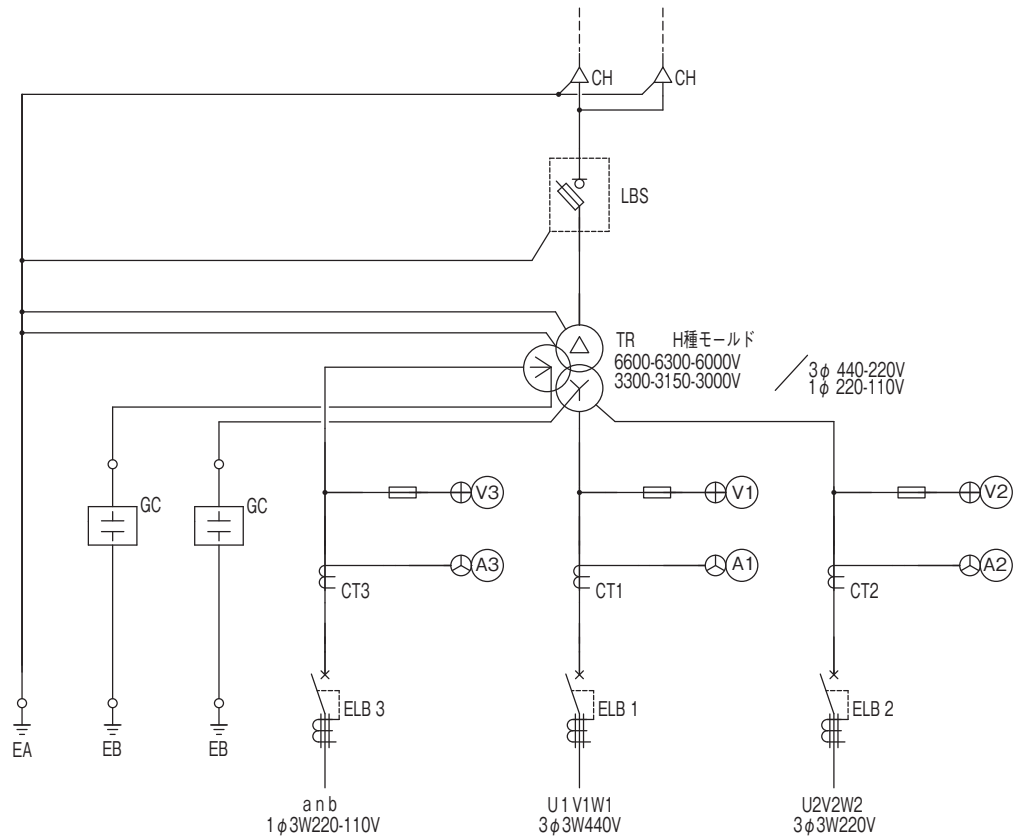 CH
CH
LBS
TR H種モールド
6600-6300-6000V
3300-3150-3000V
3φ 440-220V
1φ 220-110V
GC
GC
V3
V1
V2
A3
A1
A2
CT3
CT1
CT2
ELB 3
ELB 1
ELB 2
EA
EB
EB
a n b
1φ3W220-110V
U1V1W1
3φ3W440V
U2V2W2
3φ3W220V